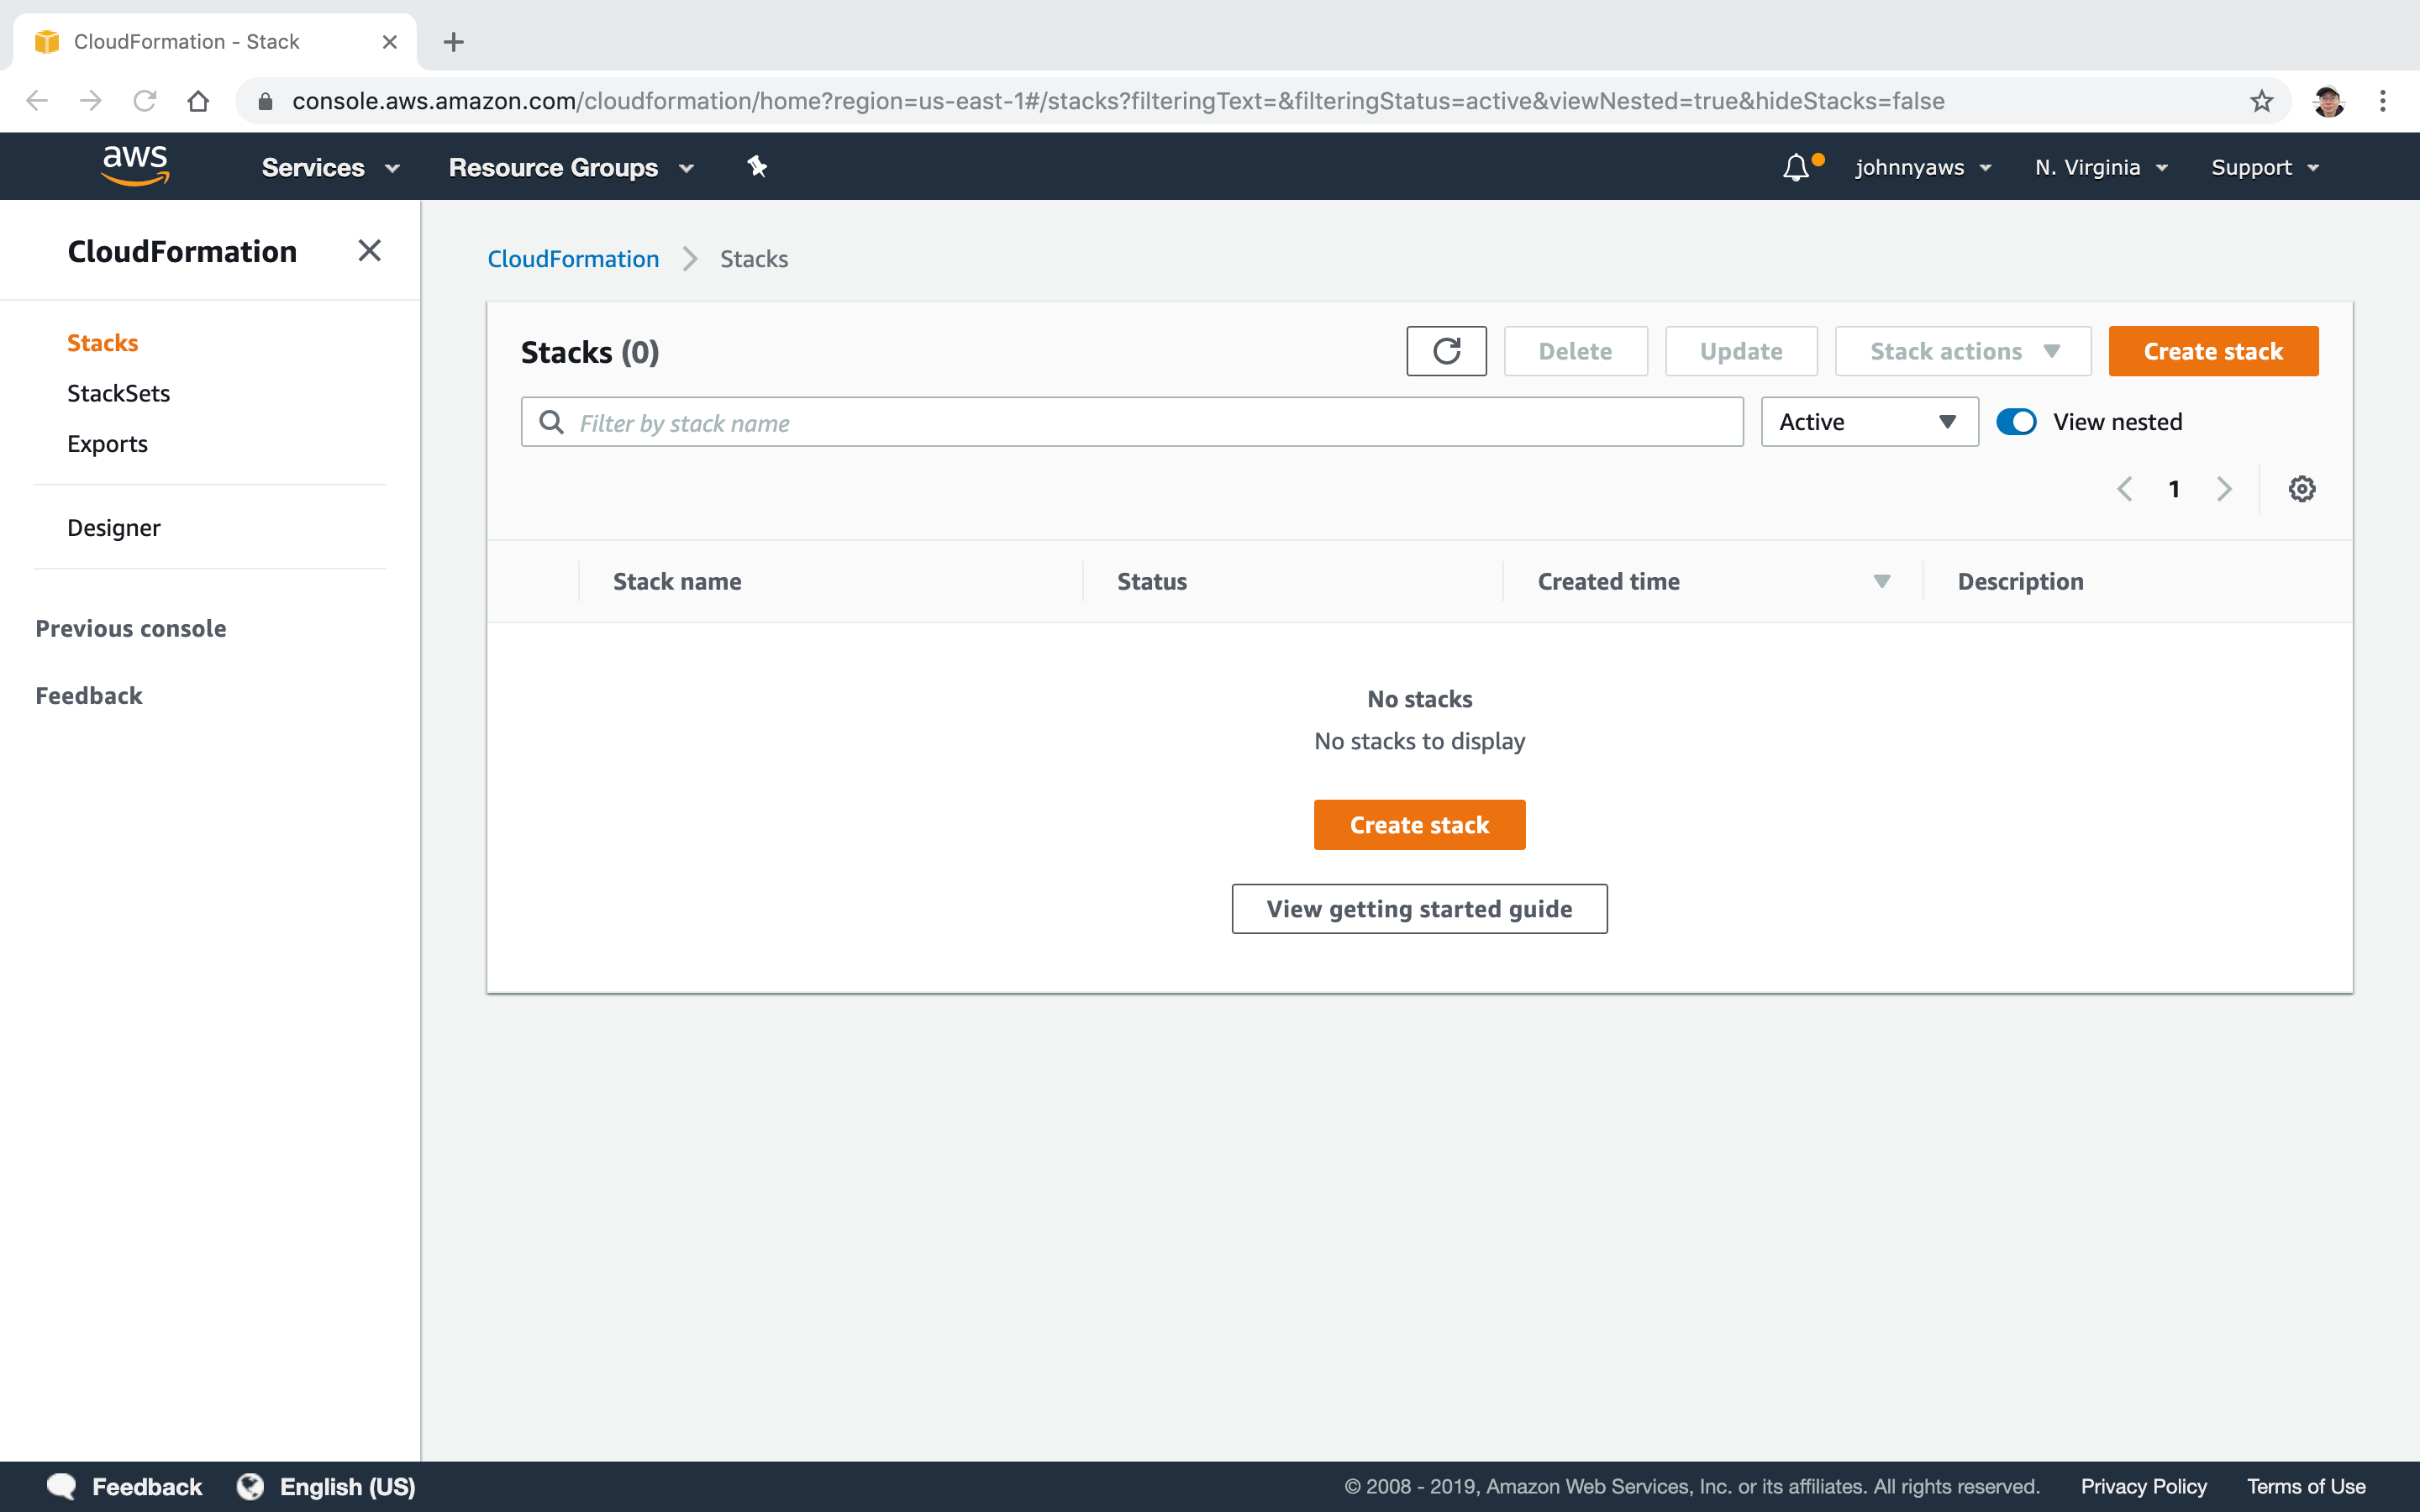 CloudFormation - Stack
console.aws.amazon.com/cloudformation/home?region=us-east-1#/stacks?filteringText=&filteringStatus=active&viewNested=true&hideStacks=false
aws Services Resource Groups johnnyaws N. Virginia Support
CloudFormation
Stacks
StackSets
Exports
Designer
Previous console
Feedback
CloudFormation Stacks
Stacks (0) Delete Update Stack actions Create stack
Filter by stack name Active View nested
1
Stack name Status Created time Description
No stacks
No stacks to display
Create stack
View getting started guide
Feedback English (US) © 2008 - 2019, Amazon Web Services, Inc. or its affiliates. All rights reserved. Privacy Policy Terms of Use